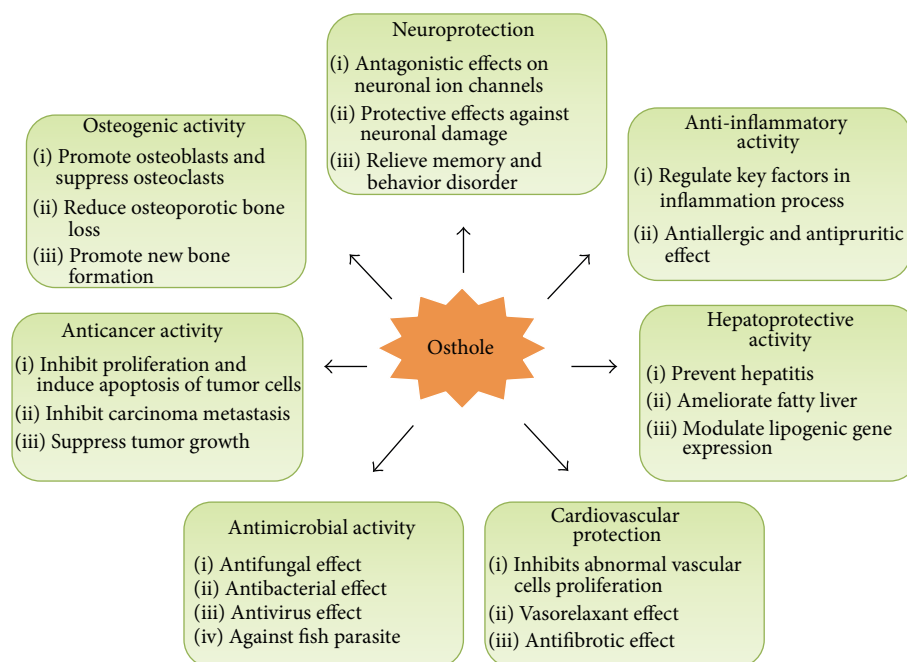 Neuroprotection
(i) Antagonistic effects on
neuronal ion channels
(ii) Protective effects against
neuronal damage
(iii) Relieve memory and
behavior disorder
Osteogenic activity
(i) Promote osteoblasts and
suppress osteoclasts
(ii) Reduce osteoporotic bone
loss
(iii) Promote new bone
formation
Anti-inflammatory
activity
(i) Regulate key factors in
inflammation process
(ii) Antiallergic and antipruritic
effect
Osthole
Anticancer activity
(i) Inhibit proliferation and
induce apoptosis of tumor cells
(ii) Inhibit carcinoma metastasis
(iii) Suppress tumor growth
Hepatoprotective
activity
(i) Prevent hepatitis
(ii) Ameliorate fatty liver
(iii) Modulate lipogenic gene
expression
Antimicrobial activity
(i) Antifungal effect
(ii) Antibacterial effect
(iii) Antivirus effect
(iv) Against fish parasite
Cardiovascular
protection
(i) Inhibits abnormal vascular
cells proliferation
(ii) Vasorelaxant effect
(iii) Antifibrotic effect